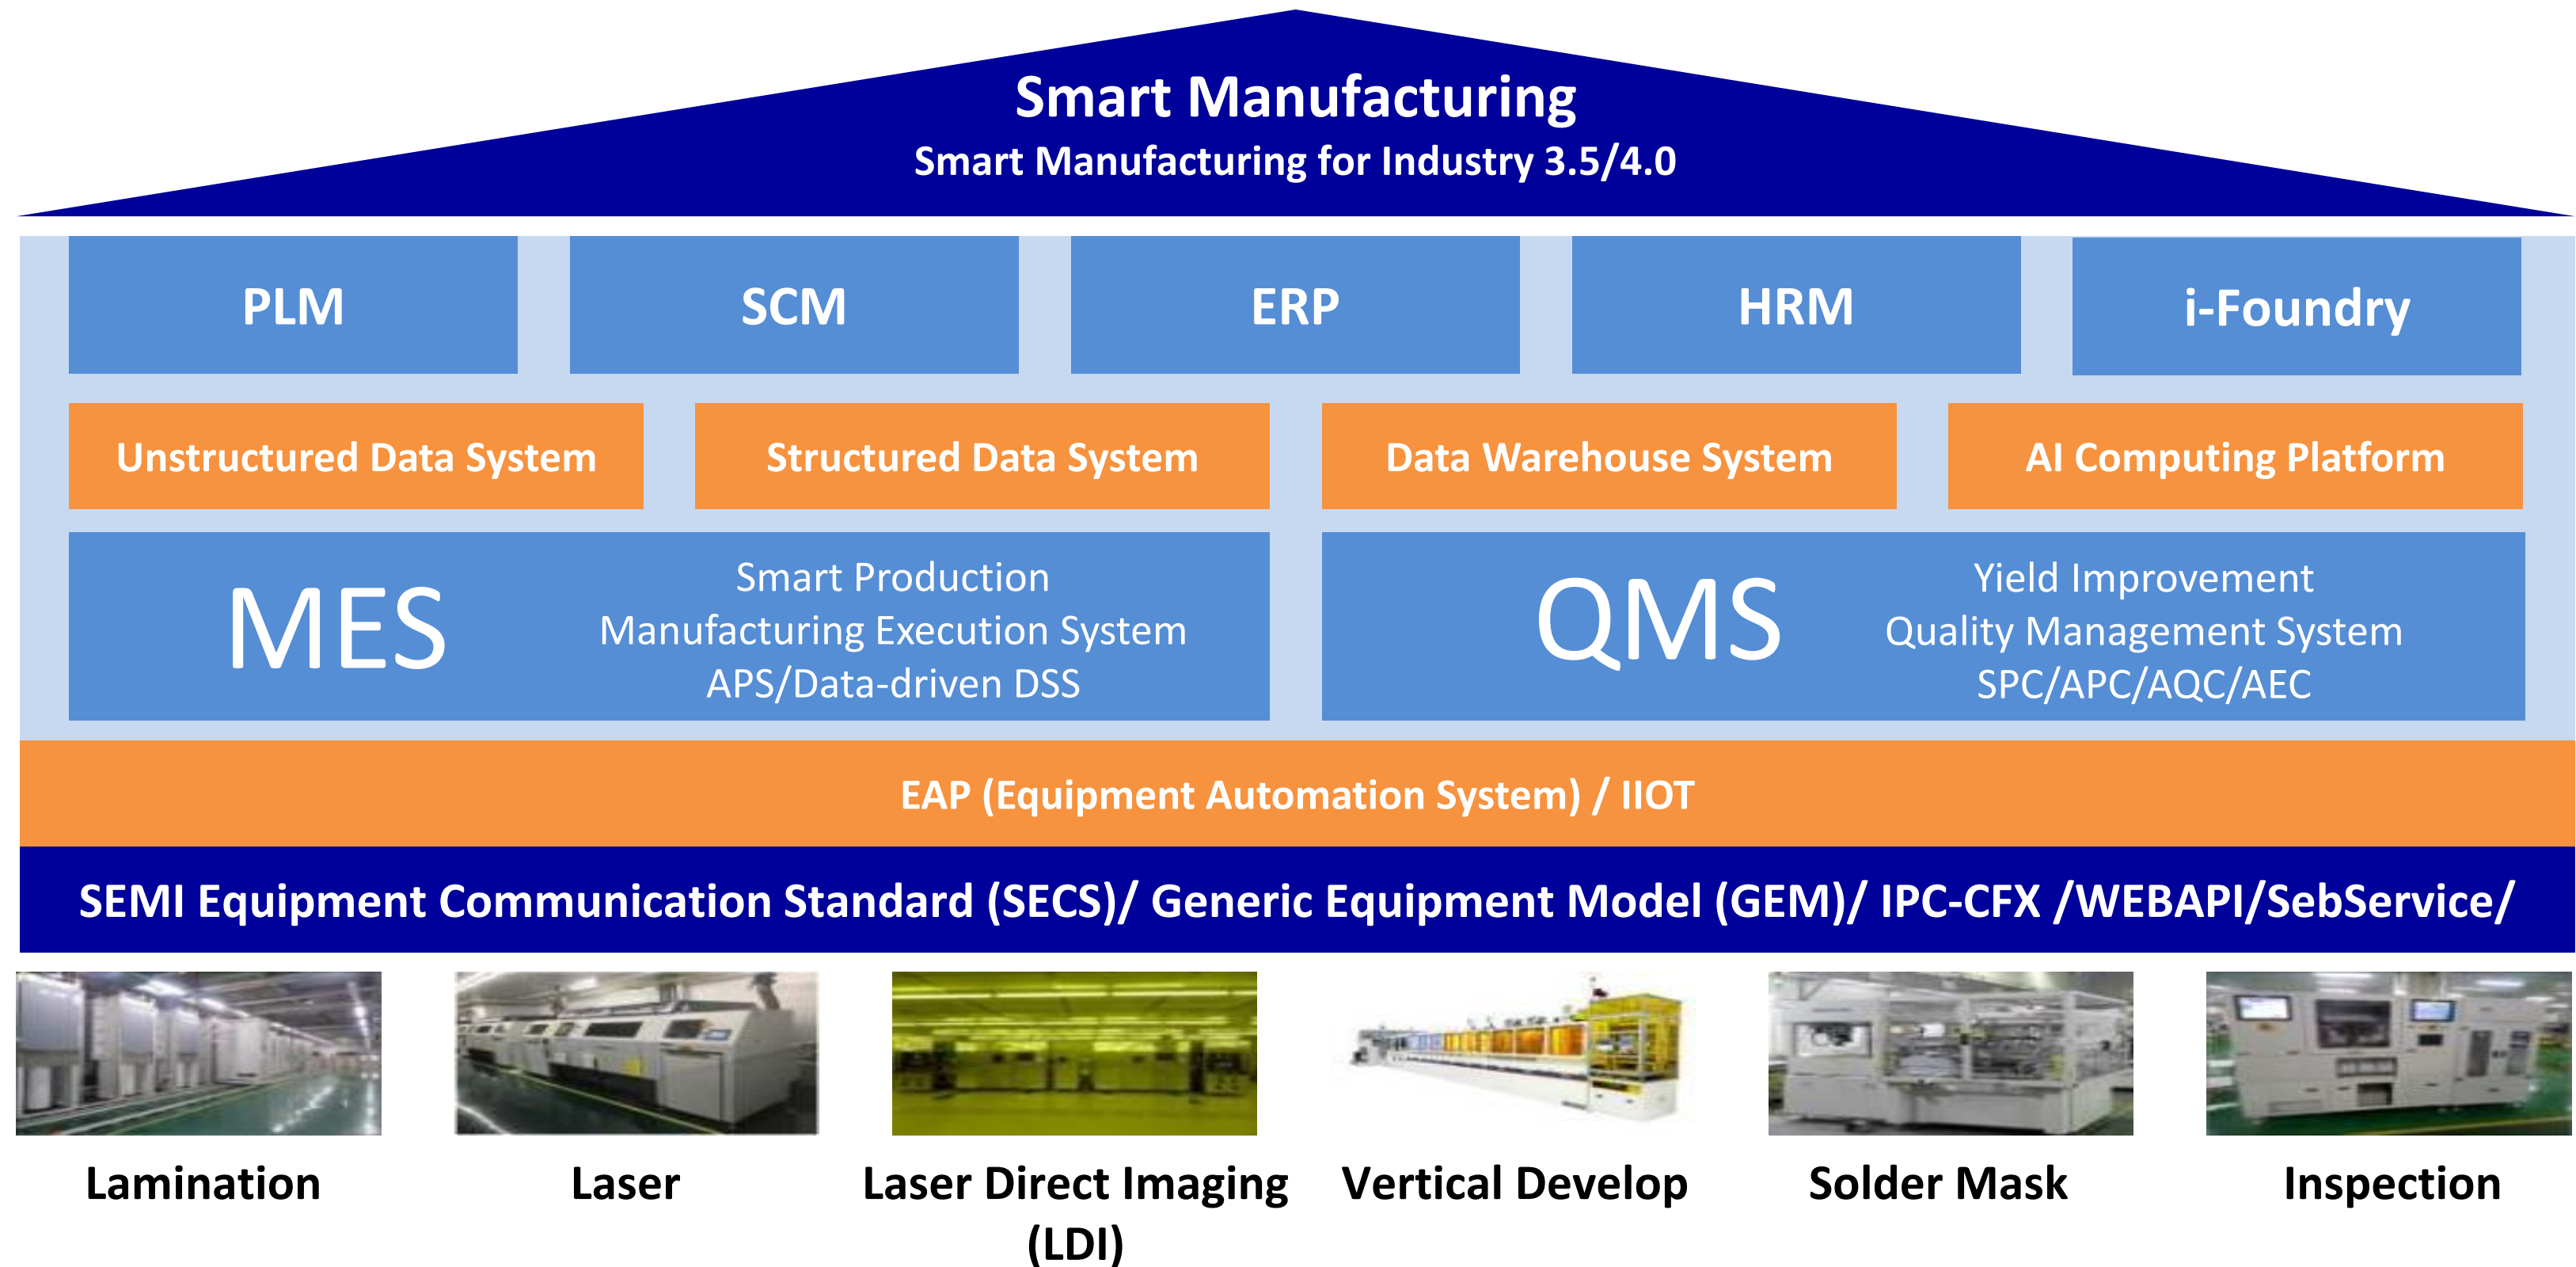 Smart Manufacturing
Smart Manufacturing for Industry 3.5/4.0
PLM
SCM
ERP
HRM
i-Foundry
Unstructured Data System
Structured Data System
Data Warehouse System
AI Computing Platform
MES
Smart Production
Manufacturing Execution System
APS/Data-driven DSS
QMS
Yield Improvement
Quality Management System
SPC/APC/AQC/AEC
EAP (Equipment Automation System) / IIOT
SEMI Equipment Communication Standard (SECS)/ Generic Equipment Model (GEM)/ IPC-CFX /WEBAPI/SebService/
Lamination
Laser
Laser Direct Imaging
(LDI)
Vertical Develop
Solder Mask
Inspection